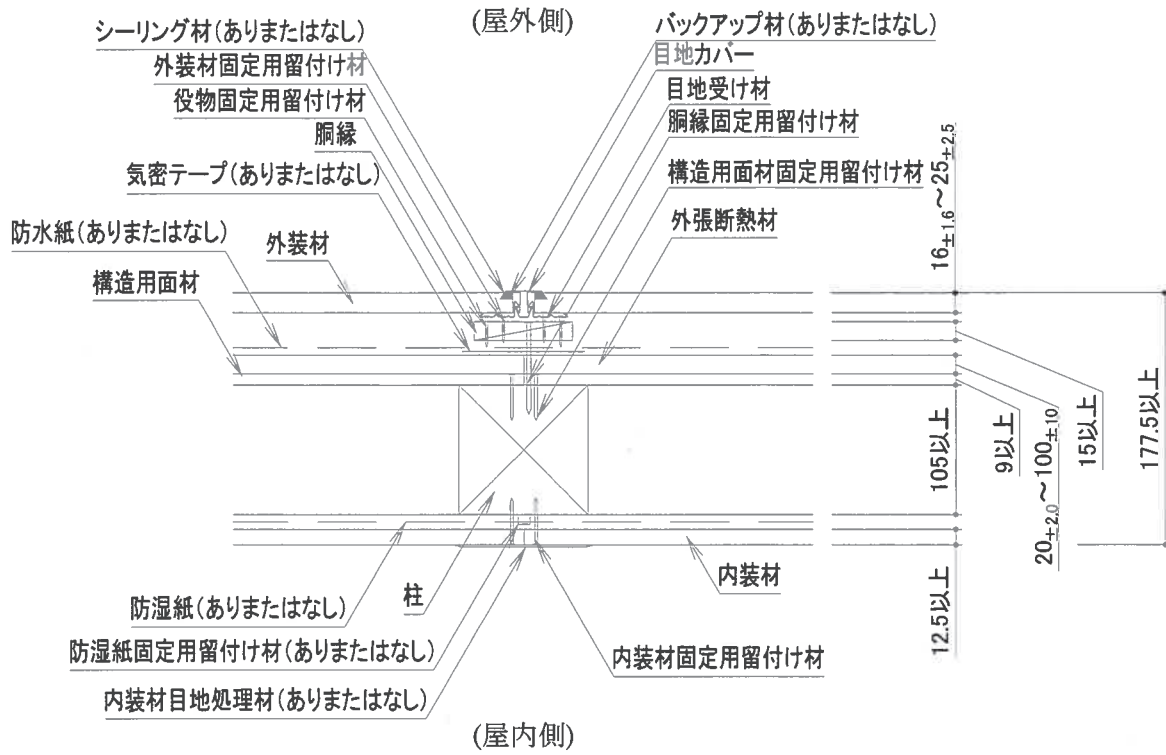 (屋外側)
シーリング材(ありまたはなし)
外装材固定用留付け材
役物固定用留付け材
胴縁
気密テープ(ありまたはなし)
防水紙(ありまたはなし)
外装材
構造用面材
バックアップ材(ありまたはなし)
目地カバー
目地受け材
胴縁固定用留付け材
構造用面材固定用留付け材
外張断熱材
16±1.6～25±2.5
15以上
20±2.0～100±10
9以上
105以上
12.5以上
177.5以上
防湿紙(ありまたはなし)
柱
内装材
防湿紙固定用留付け材(ありまたはなし)
内装材固定用留付け材
内装材目地処理材(ありまたはなし)
(屋内側)